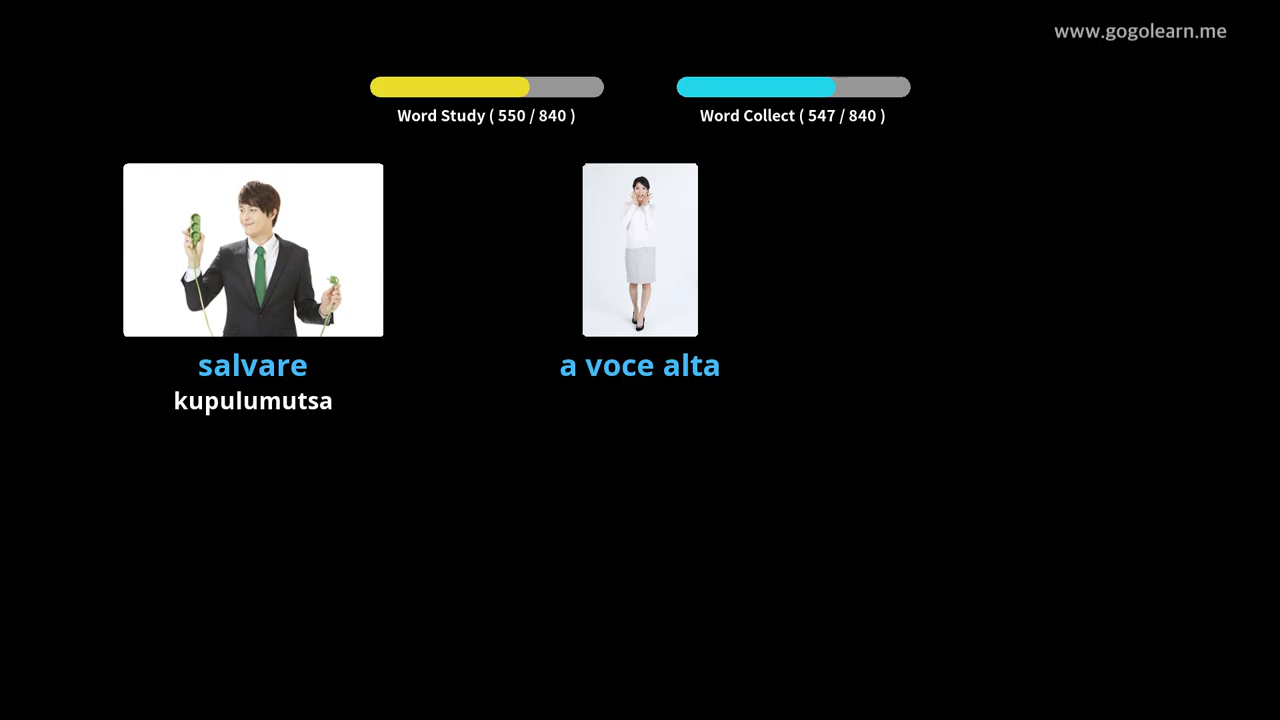 www.gogolearn.me
Word Study ( 550 / 840 )
Word Collect ( 547 / 840 )
salvare
kupulumutsa
a voce alta